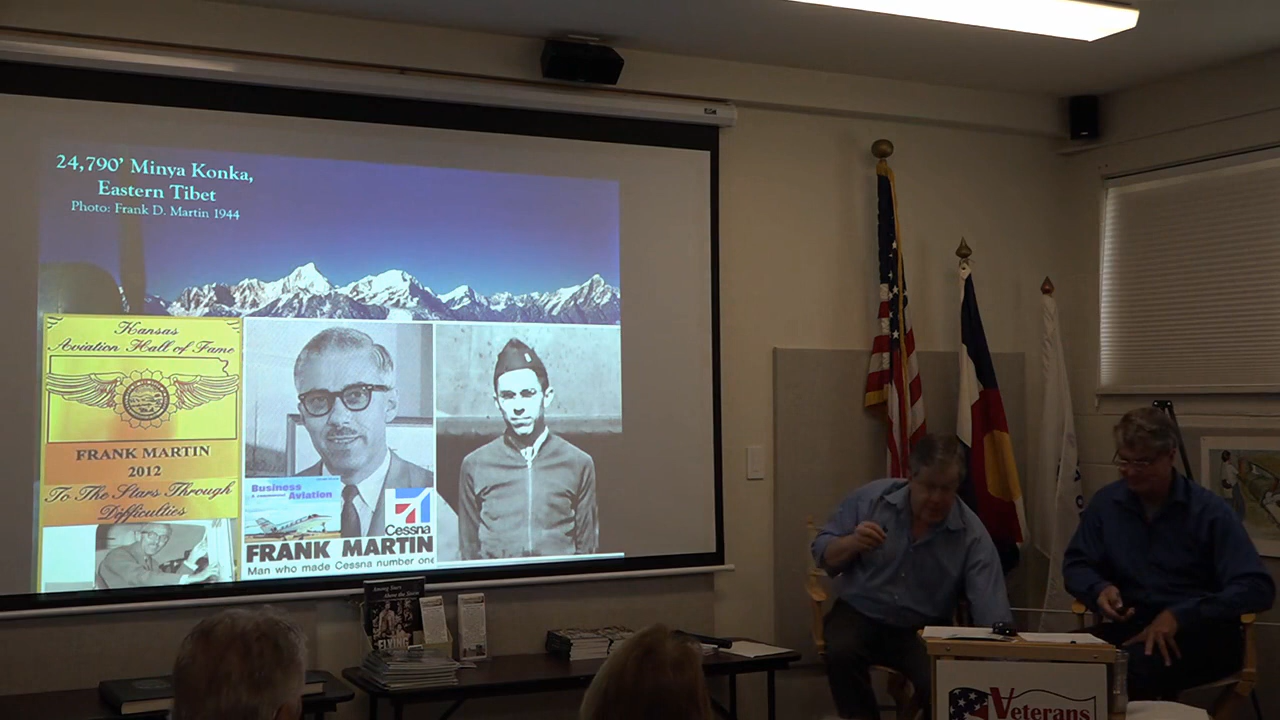 24,790' Minya Konka,
Eastern Tibet
Photo: Frank D. Martin 1944
Kansas
Aviation Hall of Fame
FRANK MARTIN
2012
To The Stars Through
Difficulties
Business
Aviation
Cessna
FRANK MARTIN
Man who made Cessna number one
FLYING
Veterans